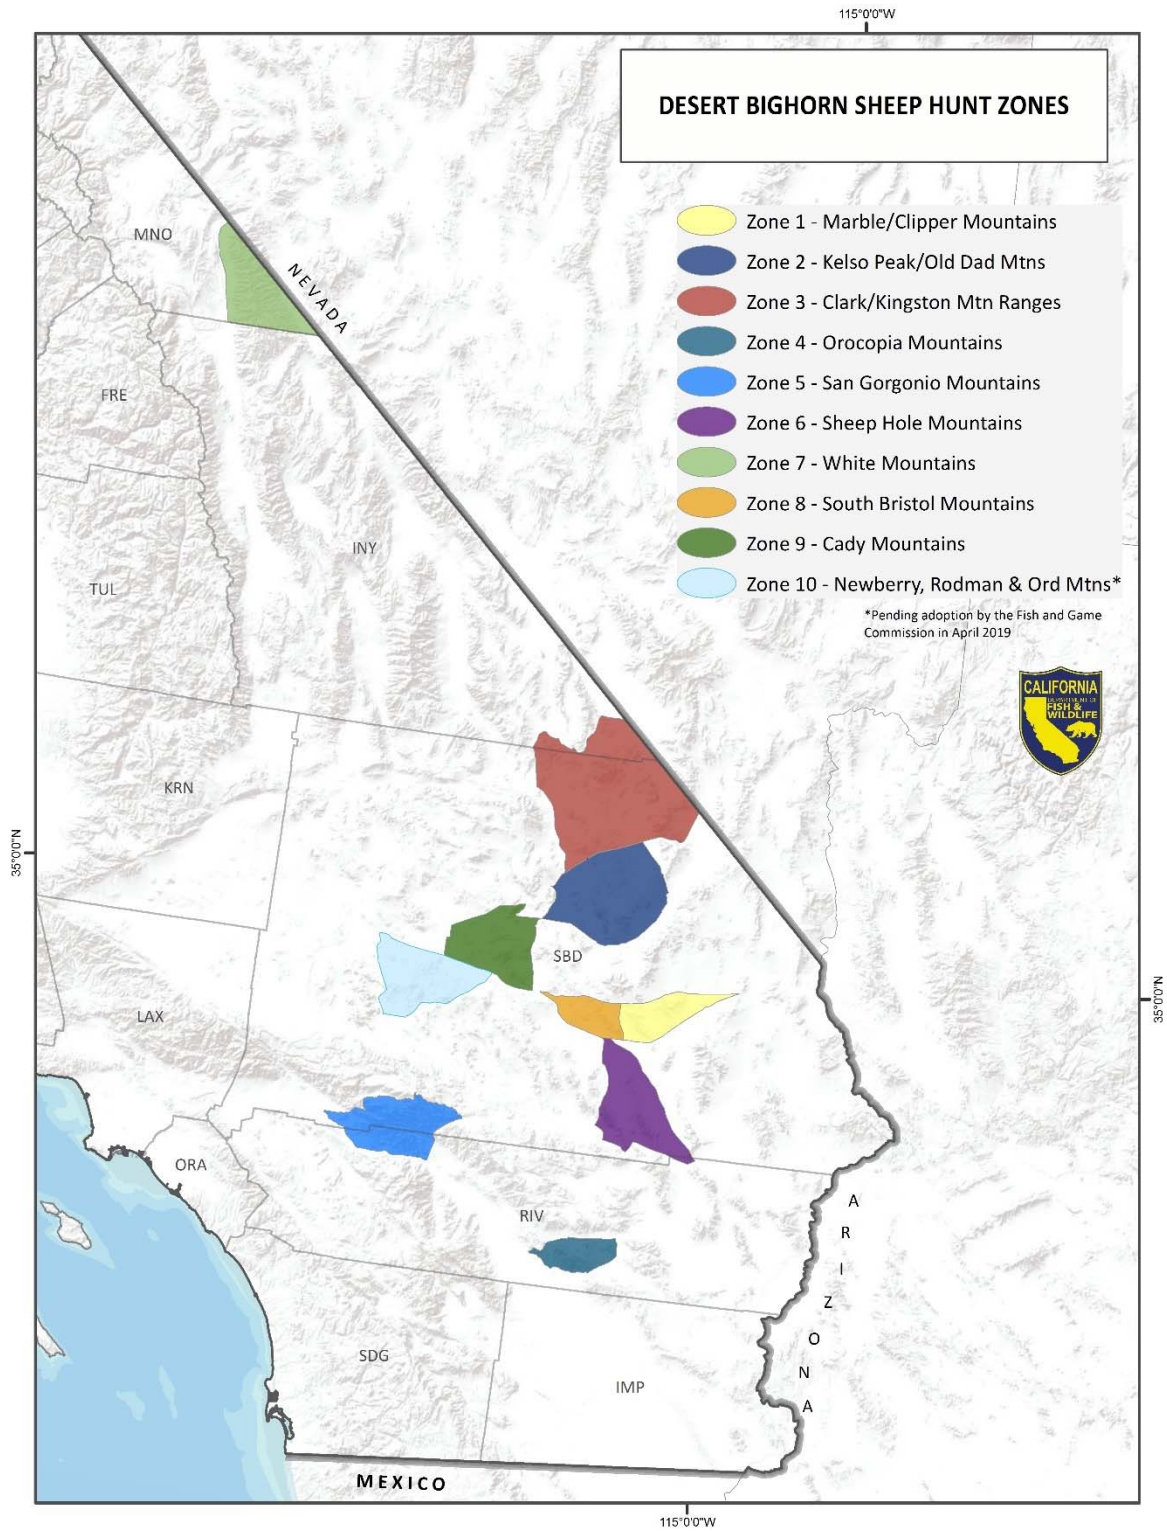 115°0'0"W
DESERT BIGHORN SHEEP HUNT ZONES
Zone 1 - Marble/Clipper Mountains
Zone 2 - Kelso Peak/Old Dad Mtns
Zone 3 - Clark/Kingston Mtn Ranges
Zone 4 - Orocopia Mountains
Zone 5 - San Gorgonio Mountains
Zone 6 - Sheep Hole Mountains
Zone 7 - White Mountains
Zone 8 - South Bristol Mountains
Zone 9 - Cady Mountains
Zone 10 - Newberry, Rodman & Ord Mtns*
*Pending adoption by the Fish and Game
Commission in April 2019
CALIFORNIA
DEPARTMENT OF
FISH &
WILDLIFE
MNO
NEVADA
FRE
INY
TUL
KRN
35°0'0"N
SBD
35°0'0"N
LAX
ORA
RIV
ARIZONA
SDG
IMP
MEXICO
115°0'0"W